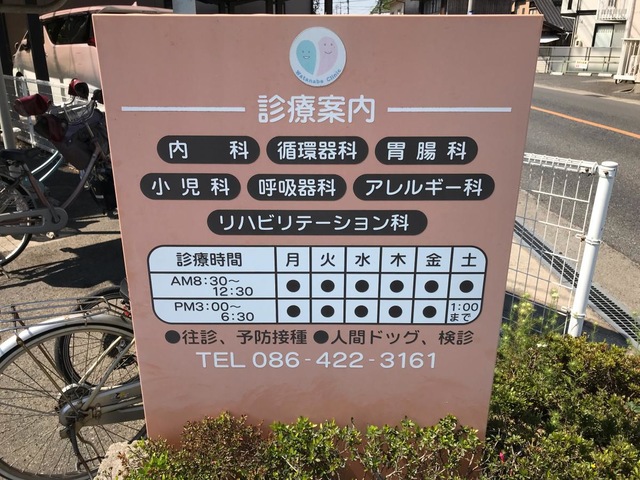 Watanabe Clinic
診療案内
内 科 循環器科 胃腸科
小児科 呼吸器科 アレルギー科
リハビリテーション科
診療時間 月 火 水 木 金 土
AM8:30〜 12:30 ● ● ● ● ● ●
PM3:00〜 6:30 ● ● ● ● ● 1:00まで
●往診、予防接種 ●人間ドッグ、検診
TEL 086-422-3161